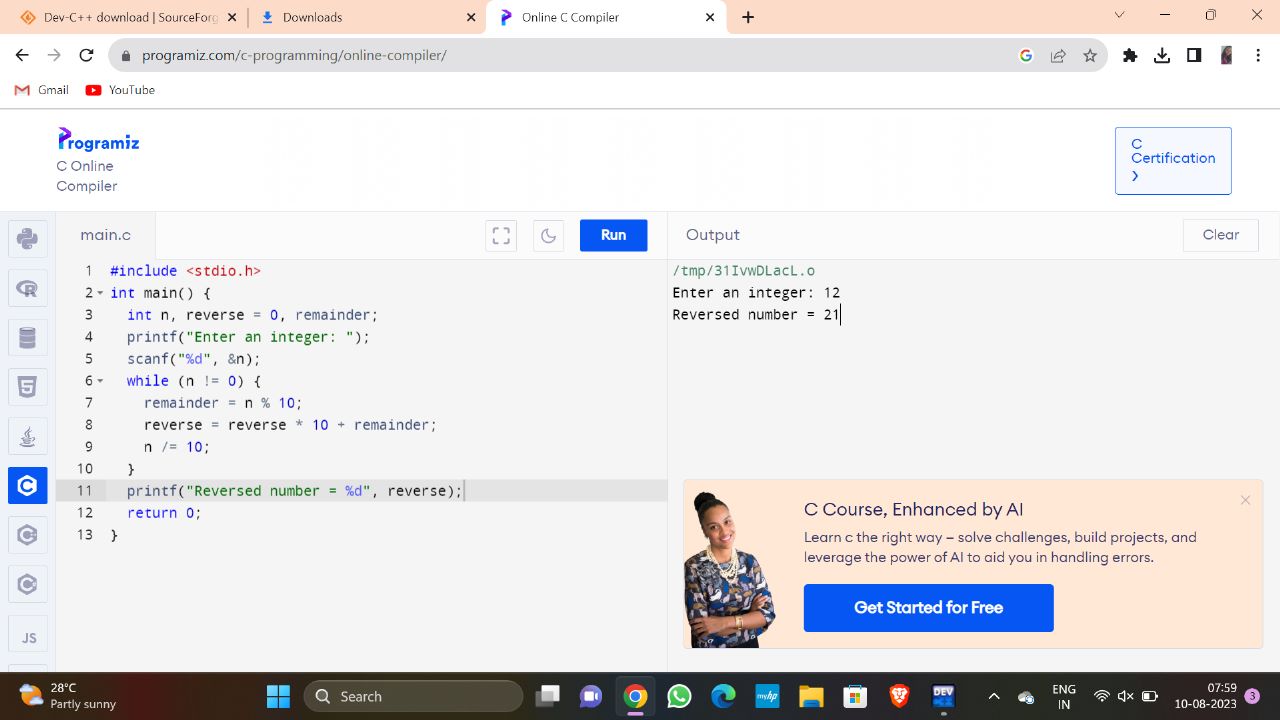 Dev-C++ download | SourceForg
Downloads
Online C Compiler
programiz.com/c-programming/online-compiler/
Gmail
YouTube
Programiz
C Online
Compiler
C
Certification
main.c
Run
Output
Clear
1 #include <stdio.h>
2 int main() {
3 int n, reverse = 0, remainder;
4 printf("Enter an integer: ");
5 scanf("%d", &n);
6 while (n != 0) {
7 remainder = n % 10;
8 reverse = reverse * 10 + remainder;
9 n /= 10;
10 }
11 printf("Reversed number = %d", reverse);
12 return 0;
13 }
/tmp/31IvwDLacL.o
Enter an integer: 12
Reversed number = 21
C Course, Enhanced by AI
Learn c the right way – solve challenges, build projects, and
leverage the power of AI to aid you in handling errors.
Get Started for Free
JS
28°C
Partly sunny
Search
myhp
DEV
ENG
IN
07:59
10-08-2023
3